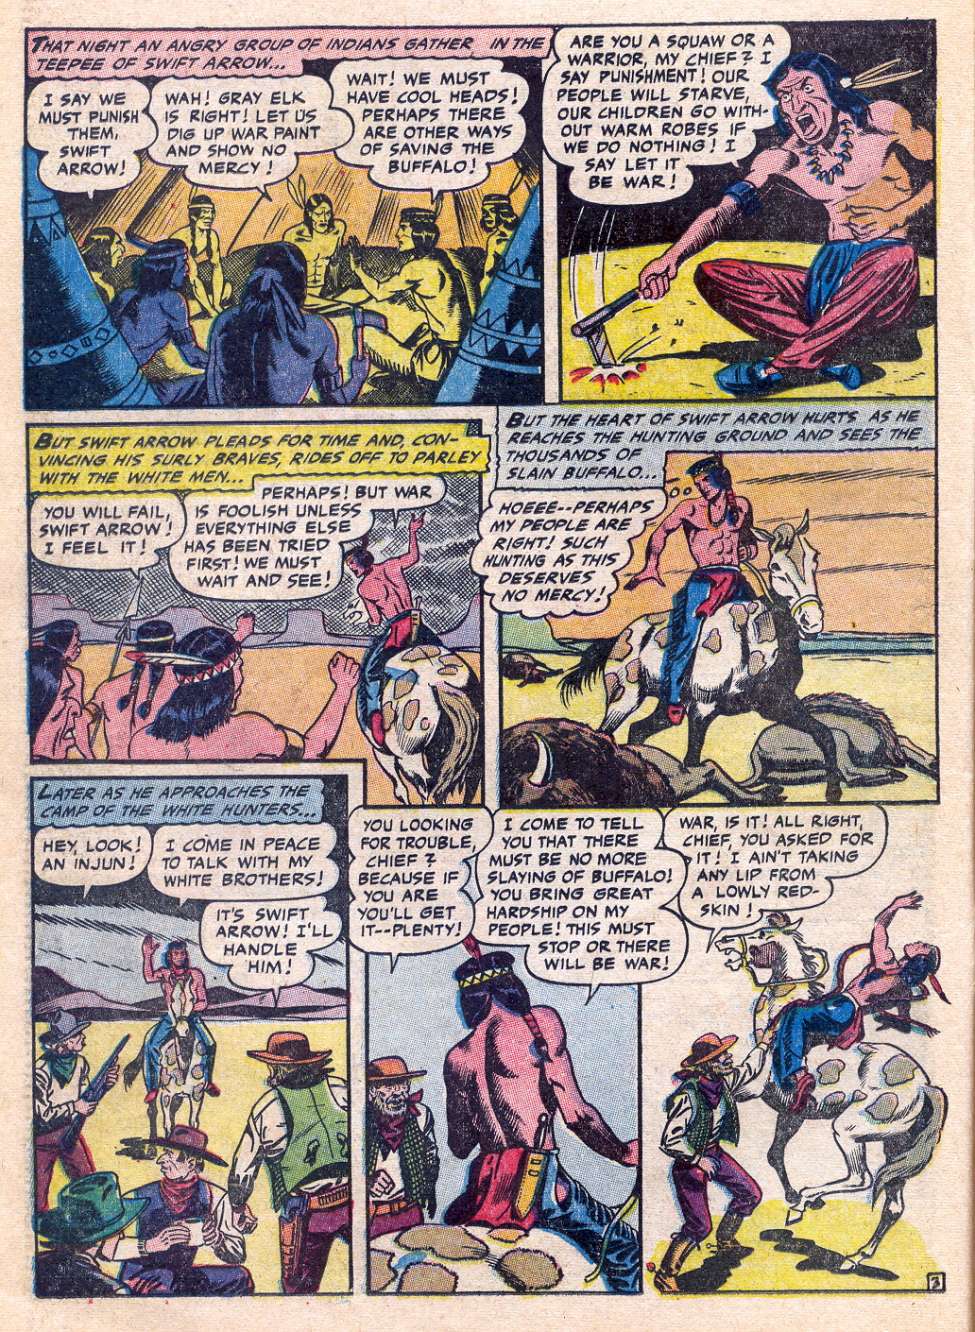 THAT NIGHT AN ANGRY GROUP OF INDIANS GATHER IN THE
TEEPEE OF SWIFT ARROW...
I SAY WE
MUST PUNISH
THEM,
SWIFT
ARROW!
WAH! GRAY ELK
IS RIGHT! LET US
DIG UP WAR PAINT
AND SHOW NO
MERCY!
WAIT! WE MUST
HAVE COOL HEADS!
PERHAPS THERE
ARE OTHER WAYS
OF SAVING THE
BUFFALO!
ARE YOU A SQUAW OR A
WARRIOR, MY CHIEF? I
SAY PUNISHMENT! OUR
PEOPLE WILL STARVE,
OUR CHILDREN GO WITH-
OUT WARM ROBES IF
WE DO NOTHING! I
SAY LET IT
BE WAR!
BUT SWIFT ARROW PLEADS FOR TIME AND, CON-
VINCING HIS SURLY BRAVES, RIDES OFF TO PARLEY
WITH THE WHITE MEN...
YOU WILL FAIL,
SWIFT ARROW!
I FEEL IT!
PERHAPS! BUT WAR
IS FOOLISH UNLESS
EVERYTHING ELSE
HAS BEEN TRIED
FIRST! WE MUST
WAIT AND SEE!
BUT THE HEART OF SWIFT ARROW HURTS AS HE
REACHES THE HUNTING GROUND AND SEES THE
THOUSANDS OF
SLAIN BUFFALO...
HOEEE--PERHAPS
MY PEOPLE ARE
RIGHT! SUCH
HUNTING AS THIS
DESERVES
NO MERCY!
LATER AS HE APPROACHES THE
CAMP OF THE WHITE HUNTERS...
HEY, LOOK!
AN INJUN!
I COME IN PEACE
TO TALK WITH MY
WHITE BROTHERS!
IT'S SWIFT
ARROW! I'LL
HANDLE
HIM!
YOU LOOKING
FOR TROUBLE,
CHIEF?
BECAUSE IF
YOU ARE
YOU'LL GET
IT--PLENTY!
I COME TO TELL
YOU THAT THERE
MUST BE NO MORE
SLAYING OF BUFFALO!
YOU BRING GREAT
HARDSHIP ON MY
PEOPLE! THIS MUST
STOP OR THERE
WILL BE WAR!
WAR, IS IT! ALL RIGHT,
CHIEF, YOU ASKED FOR
IT! I AIN'T TAKING
ANY LIP FROM
A LOWLY RED-
SKIN!